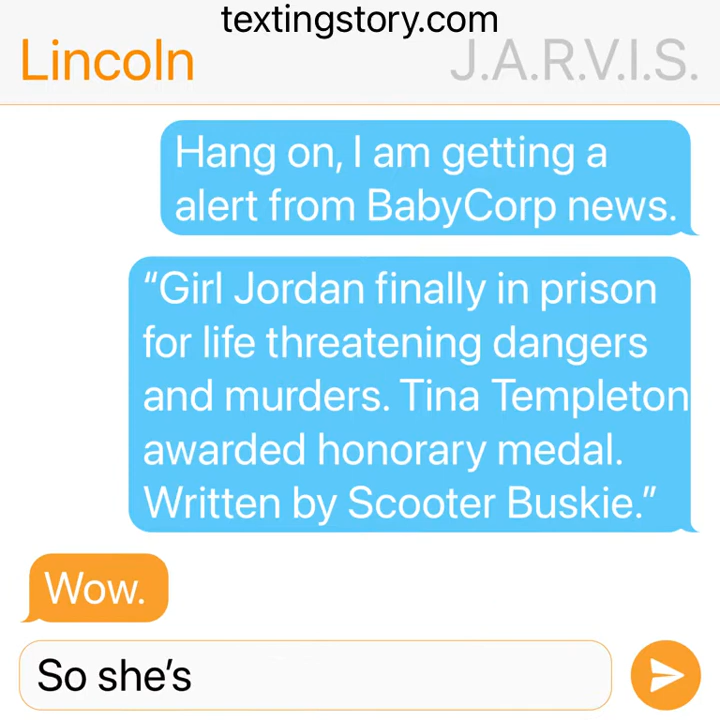 textingstory.com
Lincoln J.A.R.V.I.S.
Hang on, I am getting a
alert from BabyCorp news.
“Girl Jordan finally in prison
for life threatening dangers
and murders. Tina Templeton
awarded honorary medal.
Written by Scooter Buskie.”
Wow.
So she’s